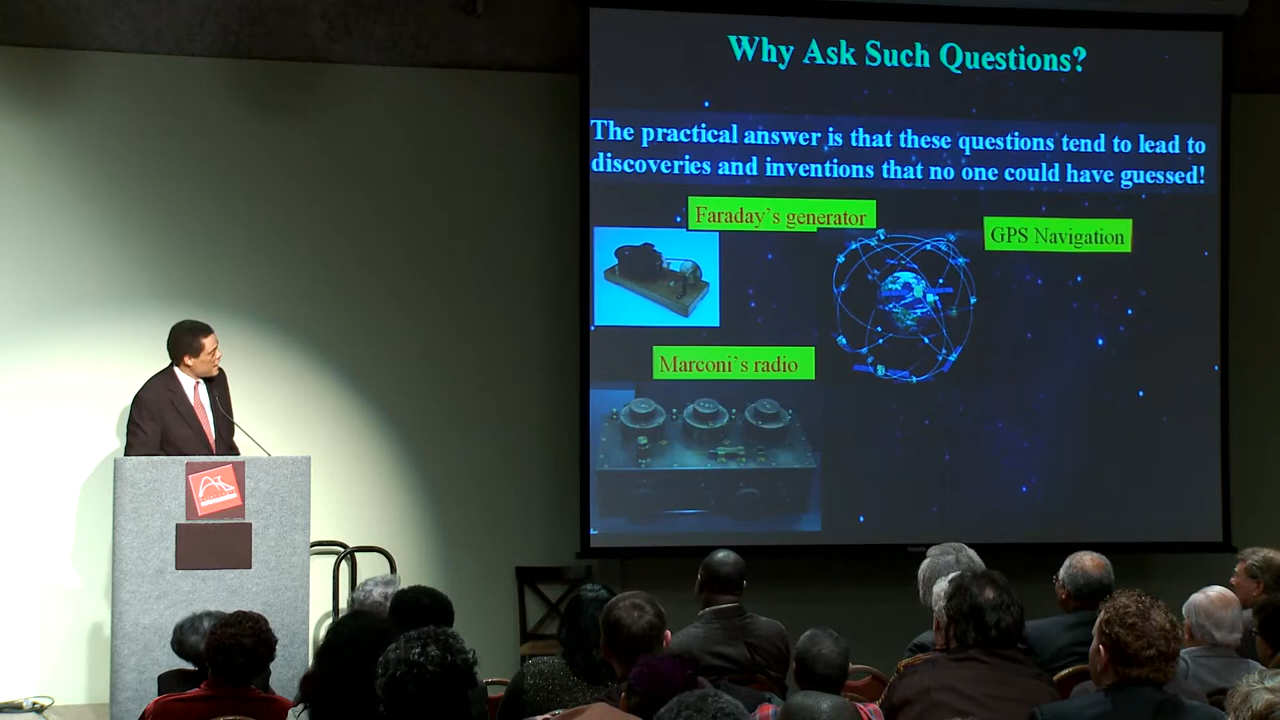 Why Ask Such Questions?
The practical answer is that these questions tend to lead to
discoveries and inventions that no one could have guessed!
Faraday's generator
GPS Navigation
Marconi's radio